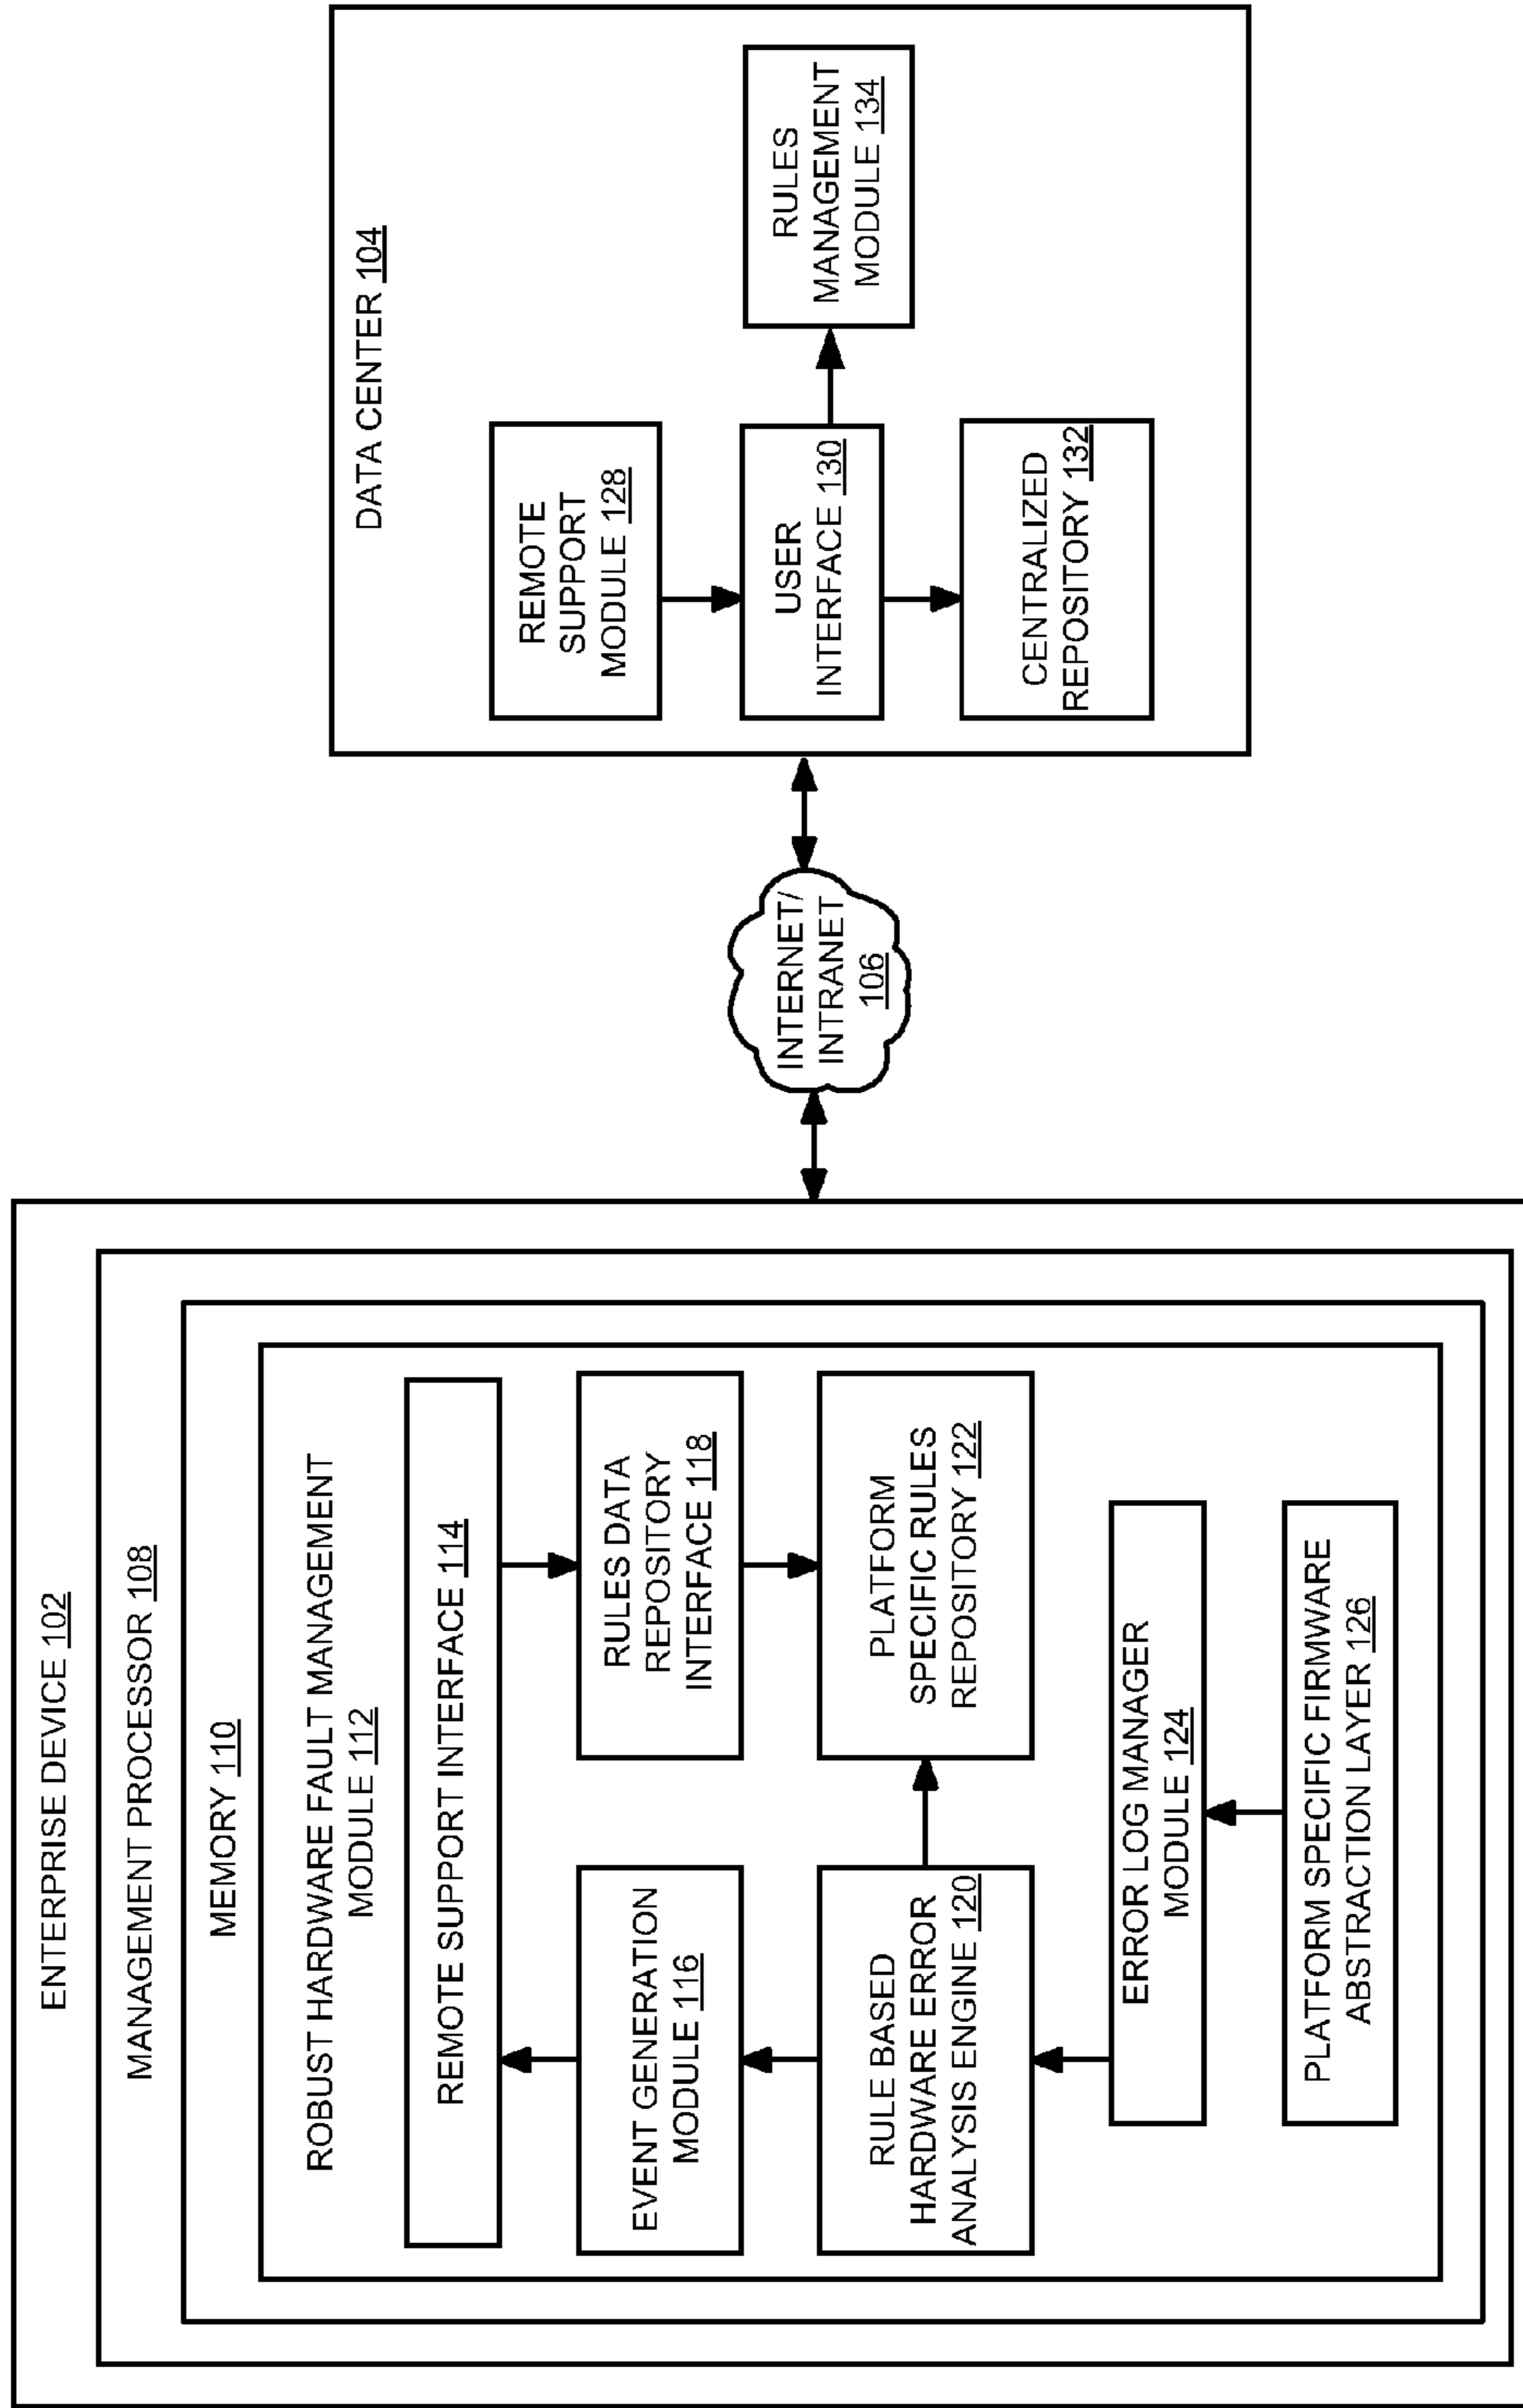 ENTERPRISE DEVICE 102
MANAGEMENT PROCESSOR 108
MEMORY 110
ROBUST HARDWARE FAULT MANAGEMENT
MODULE 112
REMOTE SUPPORT INTERFACE 114
EVENT GENERATION
MODULE 116
RULES DATA
REPOSITORY
INTERFACE 118
RULE BASED
HARDWARE ERROR
ANALYSIS ENGINE 120
PLATFORM
SPECIFIC RULES
REPOSITORY 122
ERROR LOG MANAGER
MODULE 124
PLATFORM SPECIFIC FIRMWARE
ABSTRACTION LAYER 126
INTERNET/
INTRANET
106
DATA CENTER 104
REMOTE
SUPPORT
MODULE 128
USER
INTERFACE 130
RULES
MANAGEMENT
MODULE 134
CENTRALIZED
REPOSITORY 132